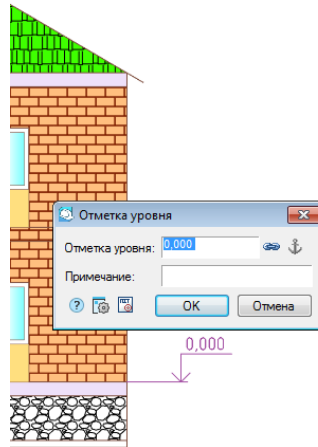 Отметка уровня
Отметка уровня: 0,000
Примечание:
OK Отмена
0,000